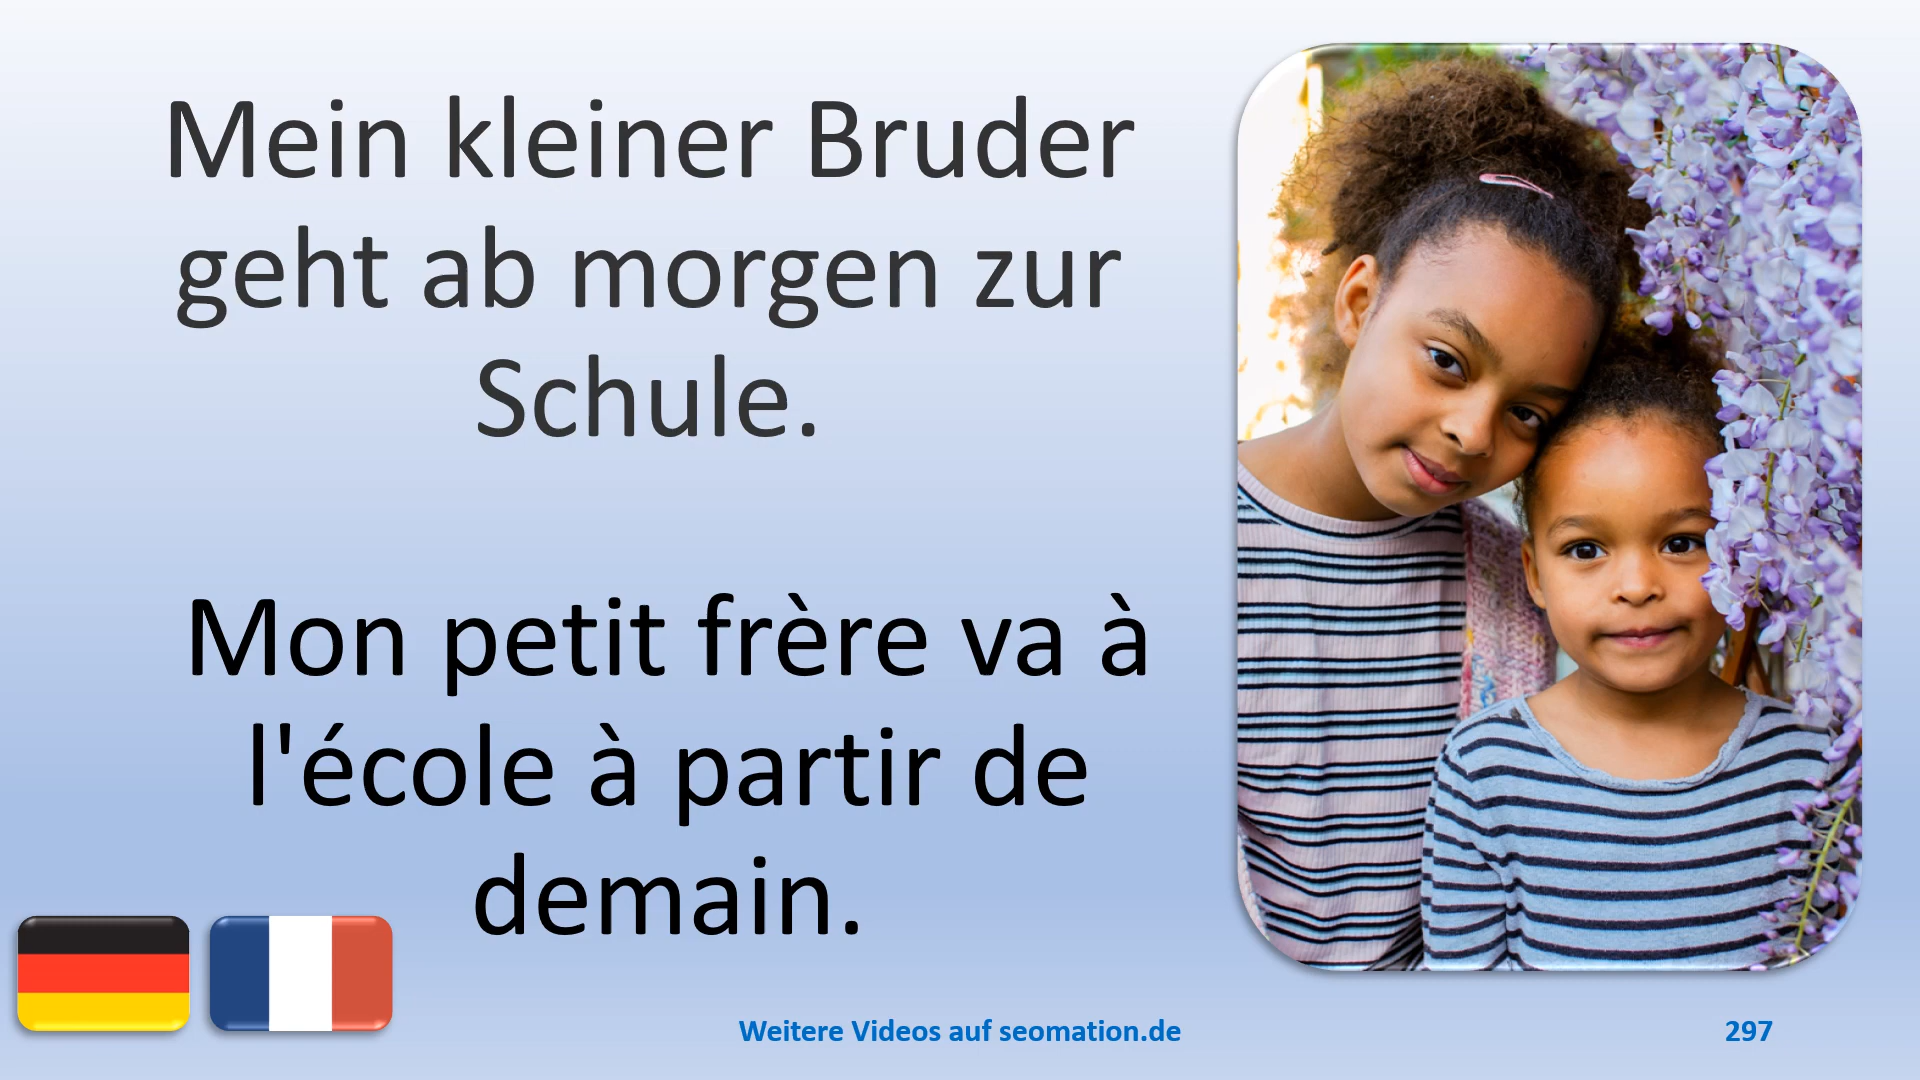 Mein kleiner Bruder
geht ab morgen zur
Schule.
Mon petit frère va à
l'école à partir de
demain.
Weitere Videos auf seomation.de
297